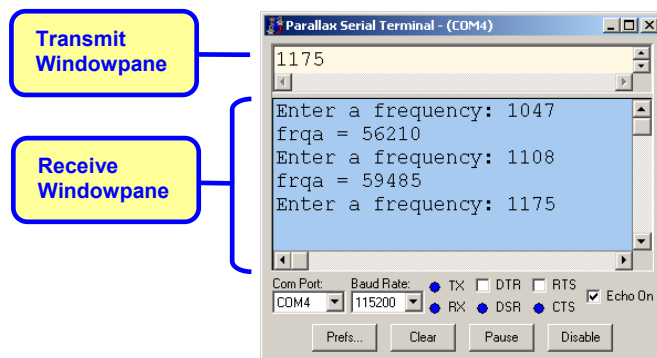 Transmit
Windowpane
Receive
Windowpane
Parallax Serial Terminal - (COM4)
1175
Enter a frequency: 1047
frqa = 56210
Enter a frequency: 1108
frqa = 59485
Enter a frequency: 1175
Com Port: Baud Rate: TX DTR RTS
COM4 115200 RX DSR CTS Echo On
Prefs... Clear Pause Disable